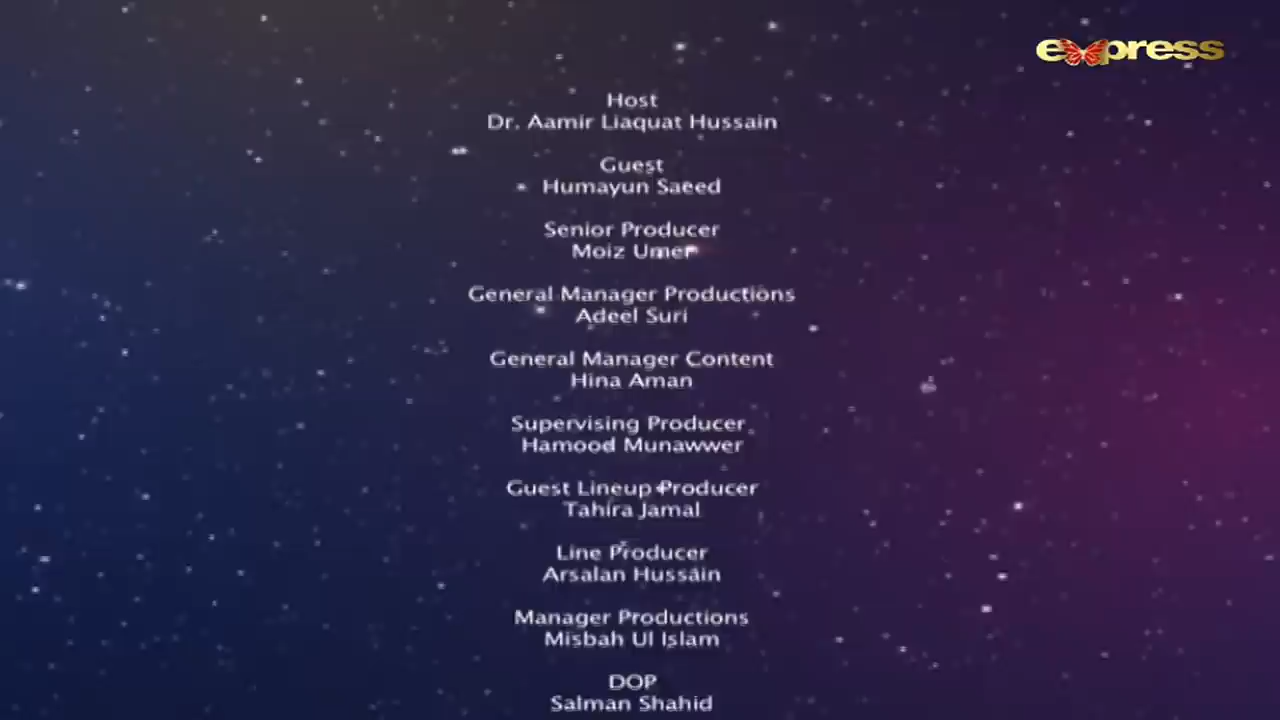 express
Host
Dr. Aamir Liaquat Hussain
Guest
Humayun Saeed
Senior Producer
Moiz Umer
General Manager Productions
Adeel Suri
General Manager Content
Hina Aman
Supervising Producer
Hamood Munawwer
Guest Lineup Producer
Tahira Jamal
Line Producer
Arsalan Hussain
Manager Productions
Misbah Ul Islam
DOP
Salman Shahid